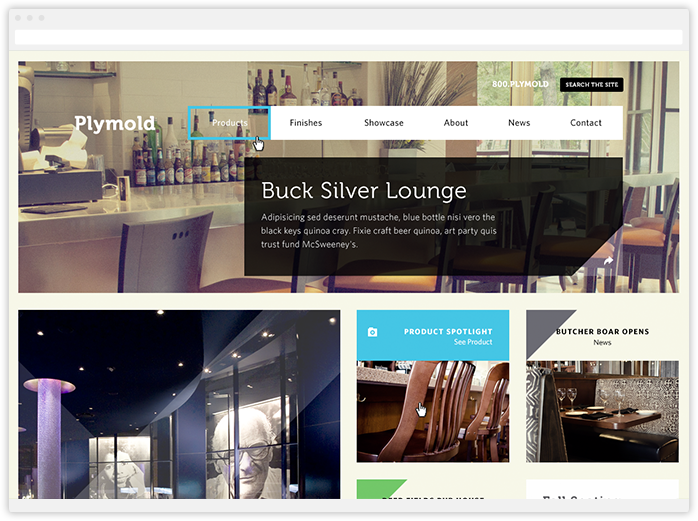 800.PLYMOLD
SEARCH THE SITE
Plymold
Products
Finishes
Showcase
About
News
Contact
Buck Silver Lounge
Adipisicing sed deserunt mustache, blue bottle nisi vero the
black keys quinoa cray. Fixie craft beer quinoa, art party quis
trust fund McSweeney's.
PRODUCT SPOTLIGHT
See Product
BUTCHER BOAR OPENS
News